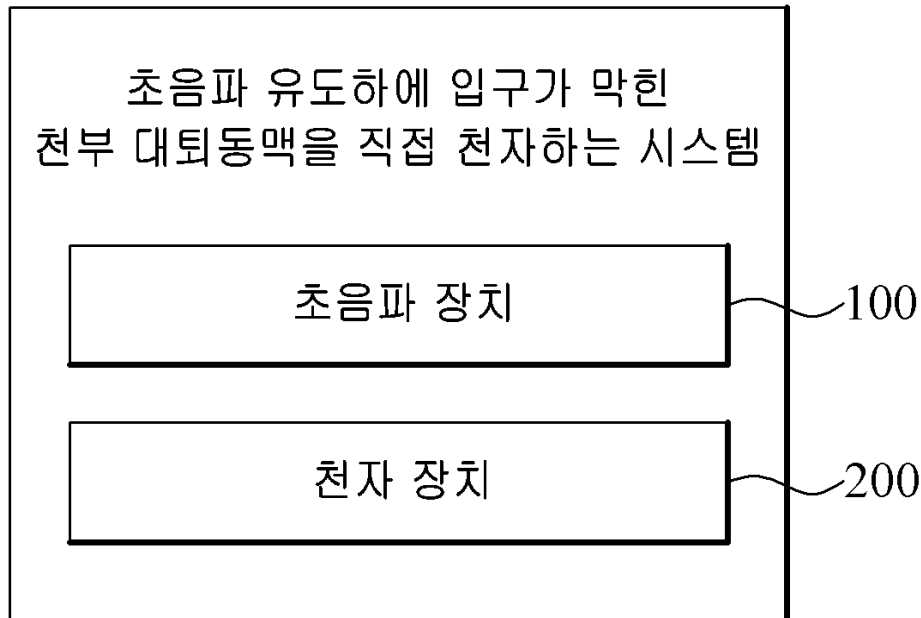 초음파 유도하에 입구가 막힌
천부 대퇴동맥을 직접 천자하는 시스템
초음파 장치
100
천자 장치
200